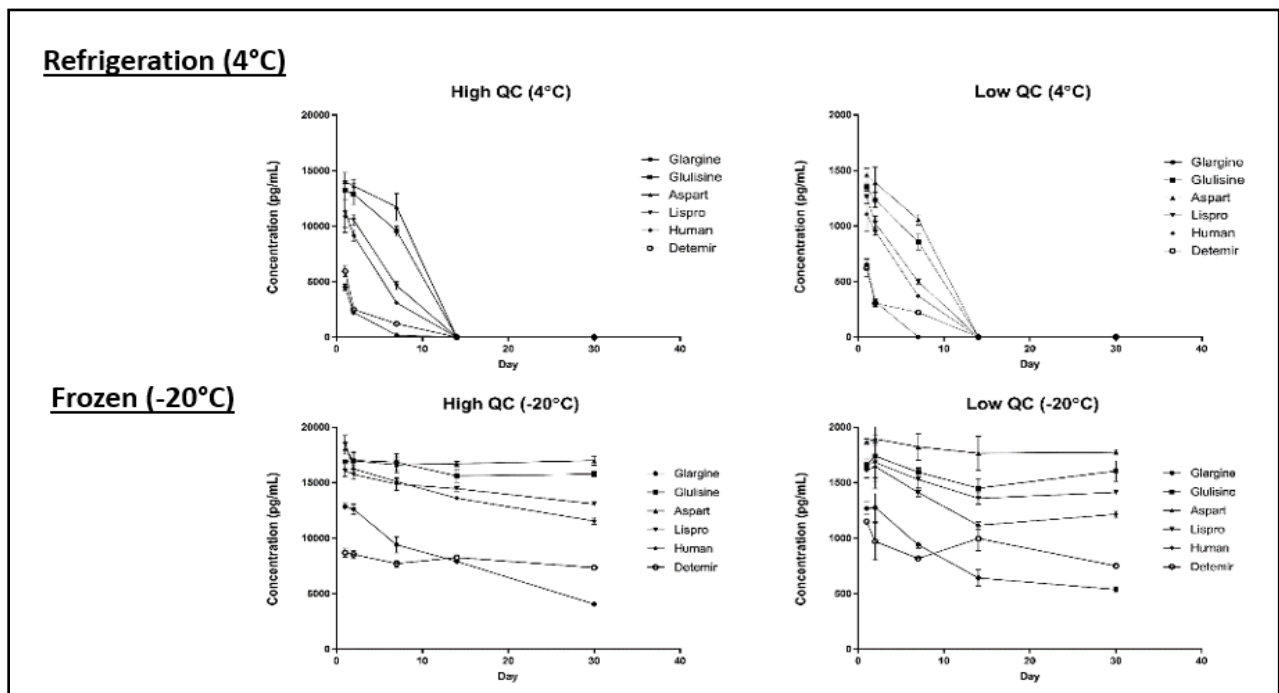 Refrigeration (4°C)
High QC (4°C)
Concentration (pg/mL)
20000
15000
10000
5000
0
0 10 20 30 40
Day
Glargine
Glulisine
Aspart
Lispro
Human
Detemir
Low QC (4°C)
Concentration (pg/mL)
2000
1500
1000
500
0
0 10 20 30 40
Day
Glargine
Glulisine
Aspart
Lispro
Human
Detemir
Frozen (-20°C)
High QC (-20°C)
Concentration (pg/mL)
20000
15000
10000
5000
0
0 10 20 30 40
Day
Glargine
Glulisine
Aspart
Lispro
Human
Detemir
Low QC (-20°C)
Concentration (pg/mL)
2000
1500
1000
500
0
0 10 20 30 40
Day
Glargine
Glulisine
Aspart
Lispro
Human
Detemir